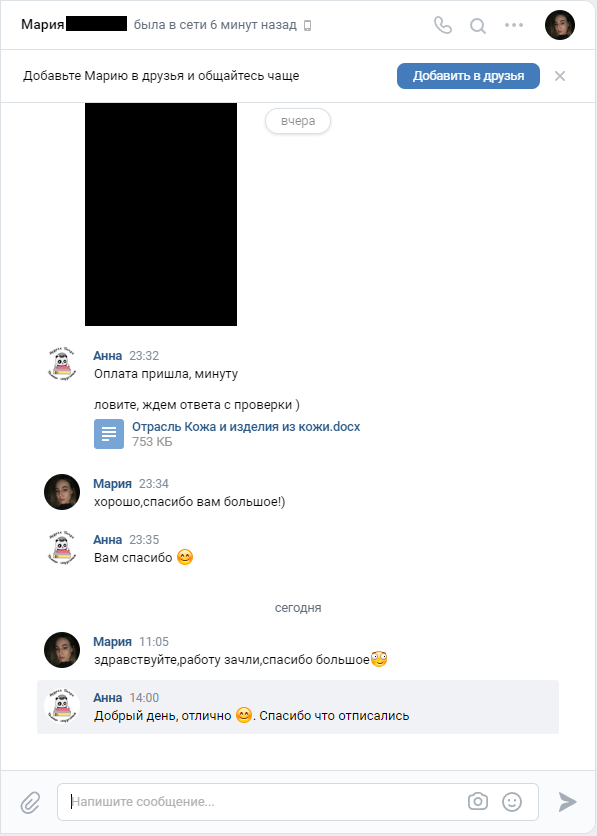 Мария была в сети 6 минут назад
Добавьте Марию в друзья и общайтесь чаще
Добавить в друзья
вчера
Анна 23:32
Оплата пришла, минуту
ловите, ждем ответа с проверки )
Отрасль Кожа и изделия из кожи.docx
753 КБ
Мария 23:34
хорошо,спасибо вам большое!)
Анна 23:35
Вам спасибо 😊
сегодня
Мария 11:05
здравствуйте,работу зачли,спасибо большое😳
Анна 14:00
Добрый день, отлично 😊. Спасибо что отписались
Напишите сообщение...